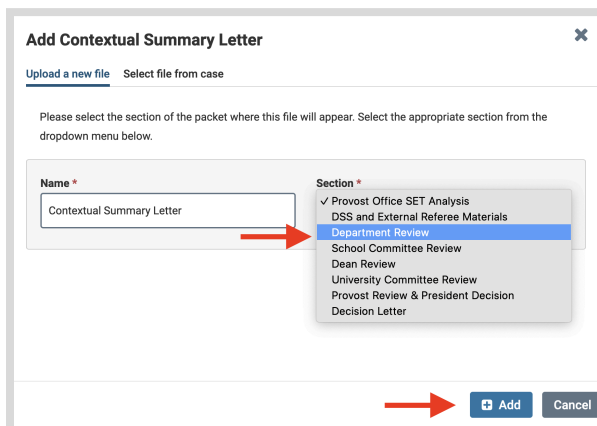 Add Contextual Summary Letter
Upload a new file Select file from case
Please select the section of the packet where this file will appear. Select the appropriate section from the
dropdown menu below.
Name *
Contextual Summary Letter
Section *
✓ Provost Office SET Analysis
DSS and External Referee Materials
Department Review
School Committee Review
Dean Review
University Committee Review
Provost Review & President Decision
Decision Letter
Add Cancel